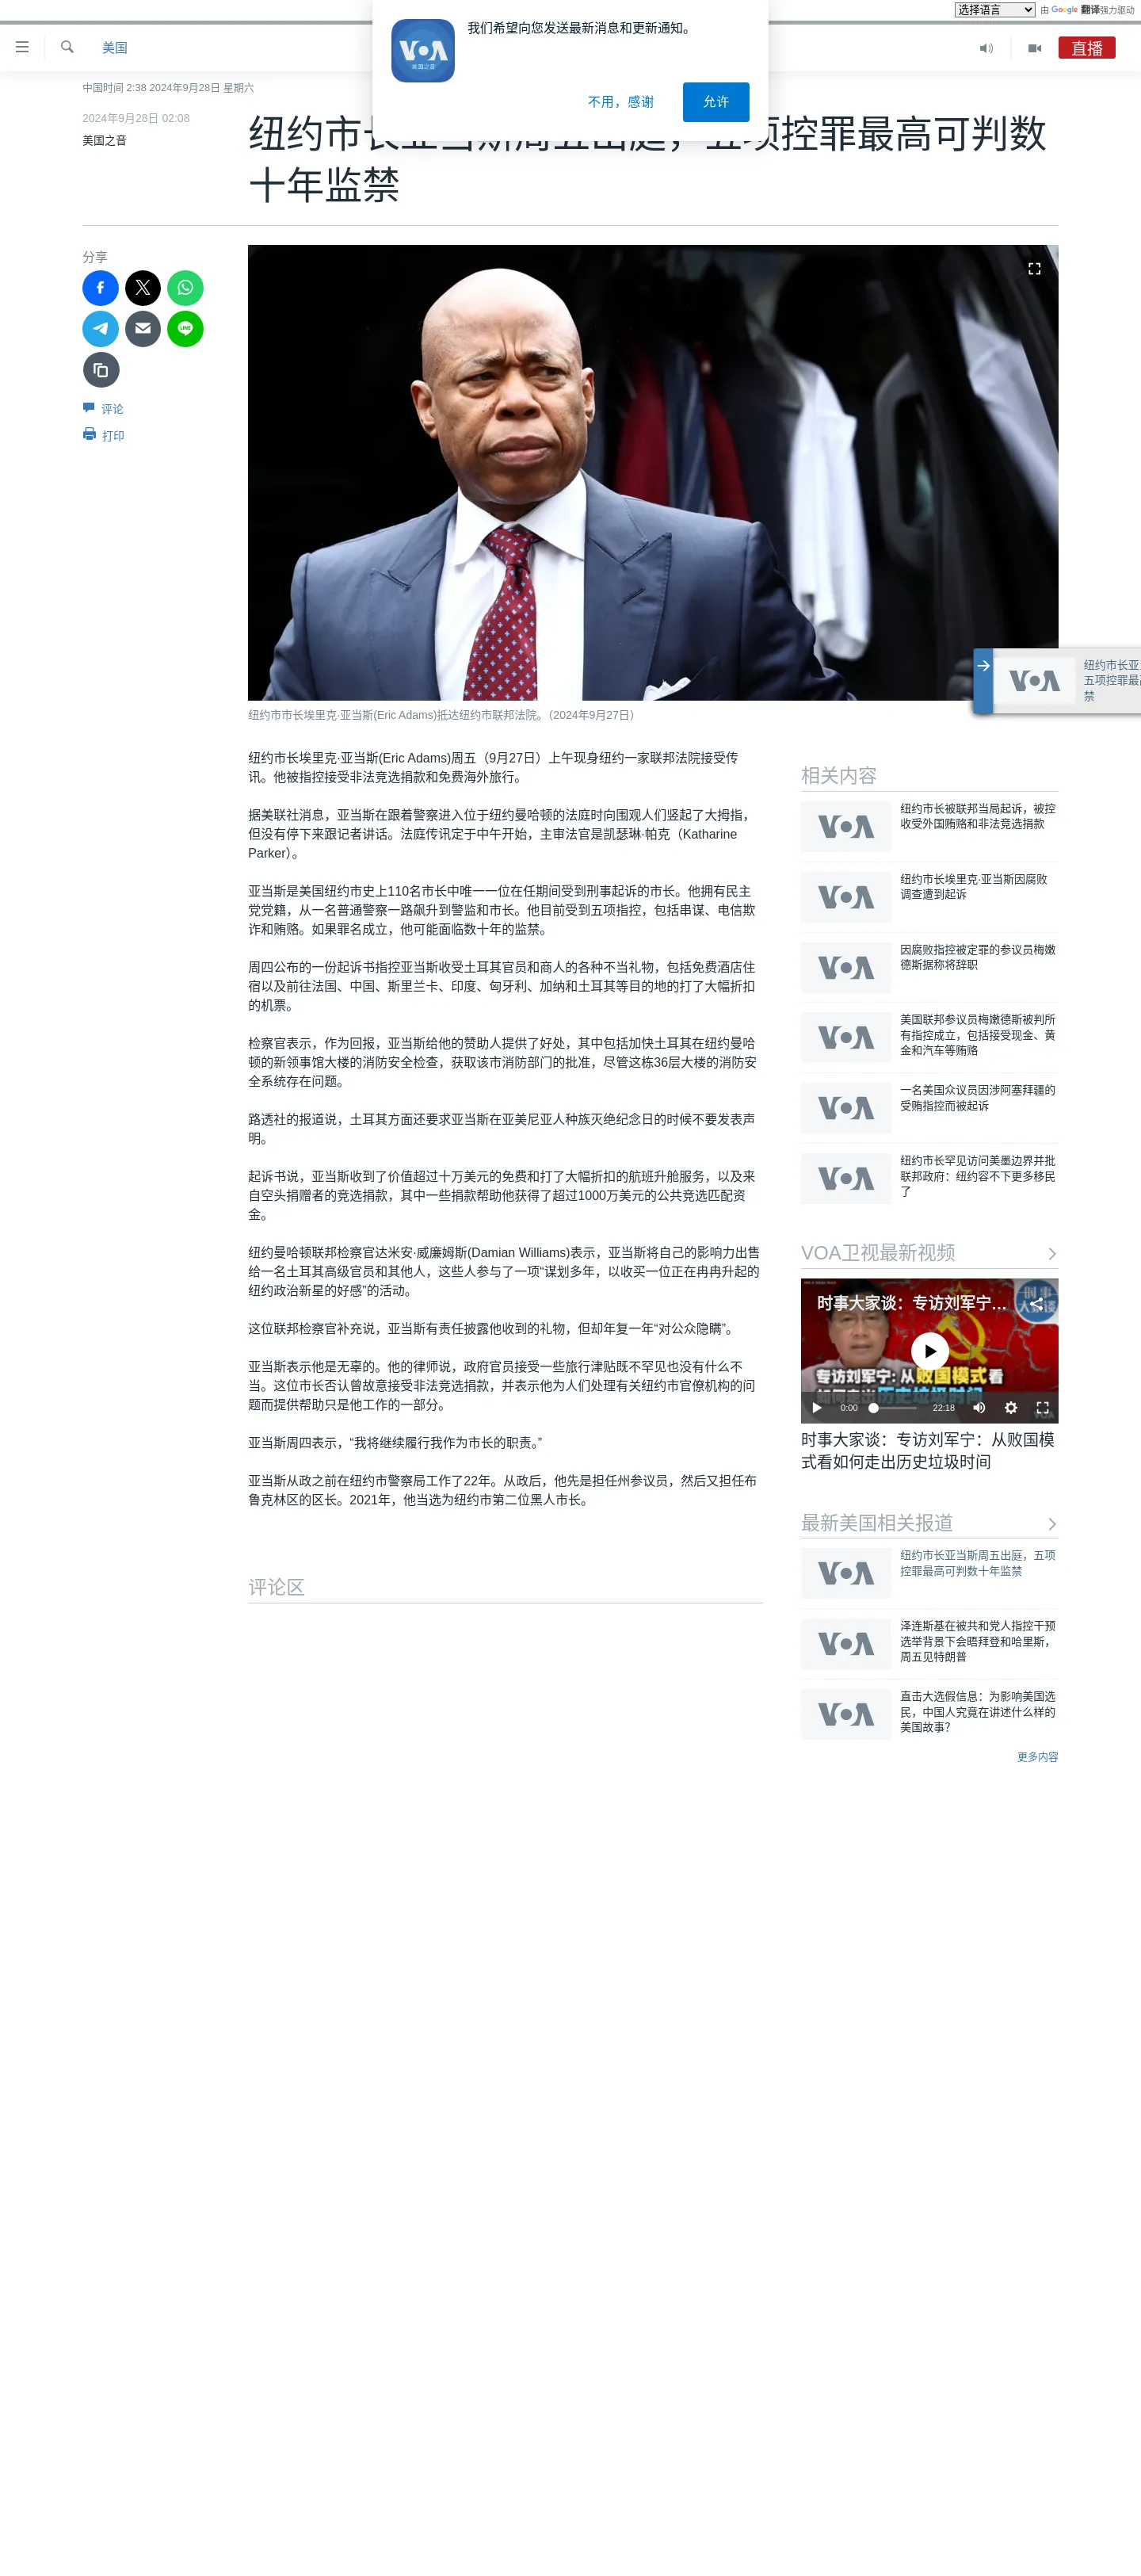 选择语言
由 Google 翻译强力驱动
我们希望向您发送最新消息和更新通知。
VOA
美国之音
不用，感谢
允许
美国
直播
中国时间 2:38 2024年9月28日 星期六
2024年9月28日 02:08
美国之音
纽约市长亚当斯周五出庭，五项控罪最高可判数
十年监禁
分享
LINE
评论
打印
纽约市市长埃里克·亚当斯(Eric Adams)抵达纽约市联邦法院。（2024年9月27日）
VOA
纽约市长亚
五项控罪最高
禁
纽约市长埃里克·亚当斯(Eric Adams)周五（9月27日）上午现身纽约一家联邦法院接受传
讯。他被指控接受非法竞选捐款和免费海外旅行。
据美联社消息，亚当斯在跟着警察进入位于纽约曼哈顿的法庭时向围观人们竖起了大拇指，
但没有停下来跟记者讲话。法庭传讯定于中午开始，主审法官是凯瑟琳·帕克（Katharine
Parker）。
亚当斯是美国纽约市史上110名市长中唯一一位在任期间受到刑事起诉的市长。他拥有民主
党党籍，从一名普通警察一路飙升到警监和市长。他目前受到五项指控，包括串谋、电信欺
诈和贿赂。如果罪名成立，他可能面临数十年的监禁。
周四公布的一份起诉书指控亚当斯收受土耳其官员和商人的各种不当礼物，包括免费酒店住
宿以及前往法国、中国、斯里兰卡、印度、匈牙利、加纳和土耳其等目的地的打了大幅折扣
的机票。
检察官表示，作为回报，亚当斯给他的赞助人提供了好处，其中包括加快土耳其在纽约曼哈
顿的新领事馆大楼的消防安全检查，获取该市消防部门的批准，尽管这栋36层大楼的消防安
全系统存在问题。
路透社的报道说，土耳其方面还要求亚当斯在亚美尼亚人种族灭绝纪念日的时候不要发表声
明。
起诉书说，亚当斯收到了价值超过十万美元的免费和打了大幅折扣的航班升舱服务，以及来
自空头捐赠者的竞选捐款，其中一些捐款帮助他获得了超过1000万美元的公共竞选匹配资
金。
纽约曼哈顿联邦检察官达米安·威廉姆斯(Damian Williams)表示，亚当斯将自己的影响力出售
给一名土耳其高级官员和其他人，这些人参与了一项“谋划多年，以收买一位正在冉冉升起的
纽约政治新星的好感”的活动。
这位联邦检察官补充说，亚当斯有责任披露他收到的礼物，但却年复一年“对公众隐瞒”。
亚当斯表示他是无辜的。他的律师说，政府官员接受一些旅行津贴既不罕见也没有什么不
当。这位市长否认曾故意接受非法竞选捐款，并表示他为人们处理有关纽约市官僚机构的问
题而提供帮助只是他工作的一部分。
亚当斯周四表示，“我将继续履行我作为市长的职责。”
亚当斯从政之前在纽约市警察局工作了22年。从政后，他先是担任州参议员，然后又担任布
鲁克林区的区长。2021年，他当选为纽约市第二位黑人市长。
评论区
相关内容
VOA
纽约市长被联邦当局起诉，被控
收受外国贿赂和非法竞选捐款
VOA
纽约市长埃里克·亚当斯因腐败
调查遭到起诉
VOA
因腐败指控被定罪的参议员梅嫩
德斯据称将辞职
VOA
美国联邦参议员梅嫩德斯被判所
有指控成立，包括接受现金、黄
金和汽车等贿赂
VOA
一名美国众议员因涉阿塞拜疆的
受贿指控而被起诉
VOA
纽约市长罕见访问美墨边界并批
联邦政府：纽约容不下更多移民
了
VOA卫视最新视频
时事大家谈：专访刘军宁…
时事
大家谈
专访刘军宁：从败国模式看
如何走出历史垃圾时间
0:00
22:18
VOA
时事大家谈：专访刘军宁：从败国模
式看如何走出历史垃圾时间
最新美国相关报道
VOA
纽约市长亚当斯周五出庭，五项
控罪最高可判数十年监禁
VOA
泽连斯基在被共和党人指控干预
选举背景下会晤拜登和哈里斯，
周五见特朗普
VOA
直击大选假信息：为影响美国选
民，中国人究竟在讲述什么样的
美国故事？
更多内容